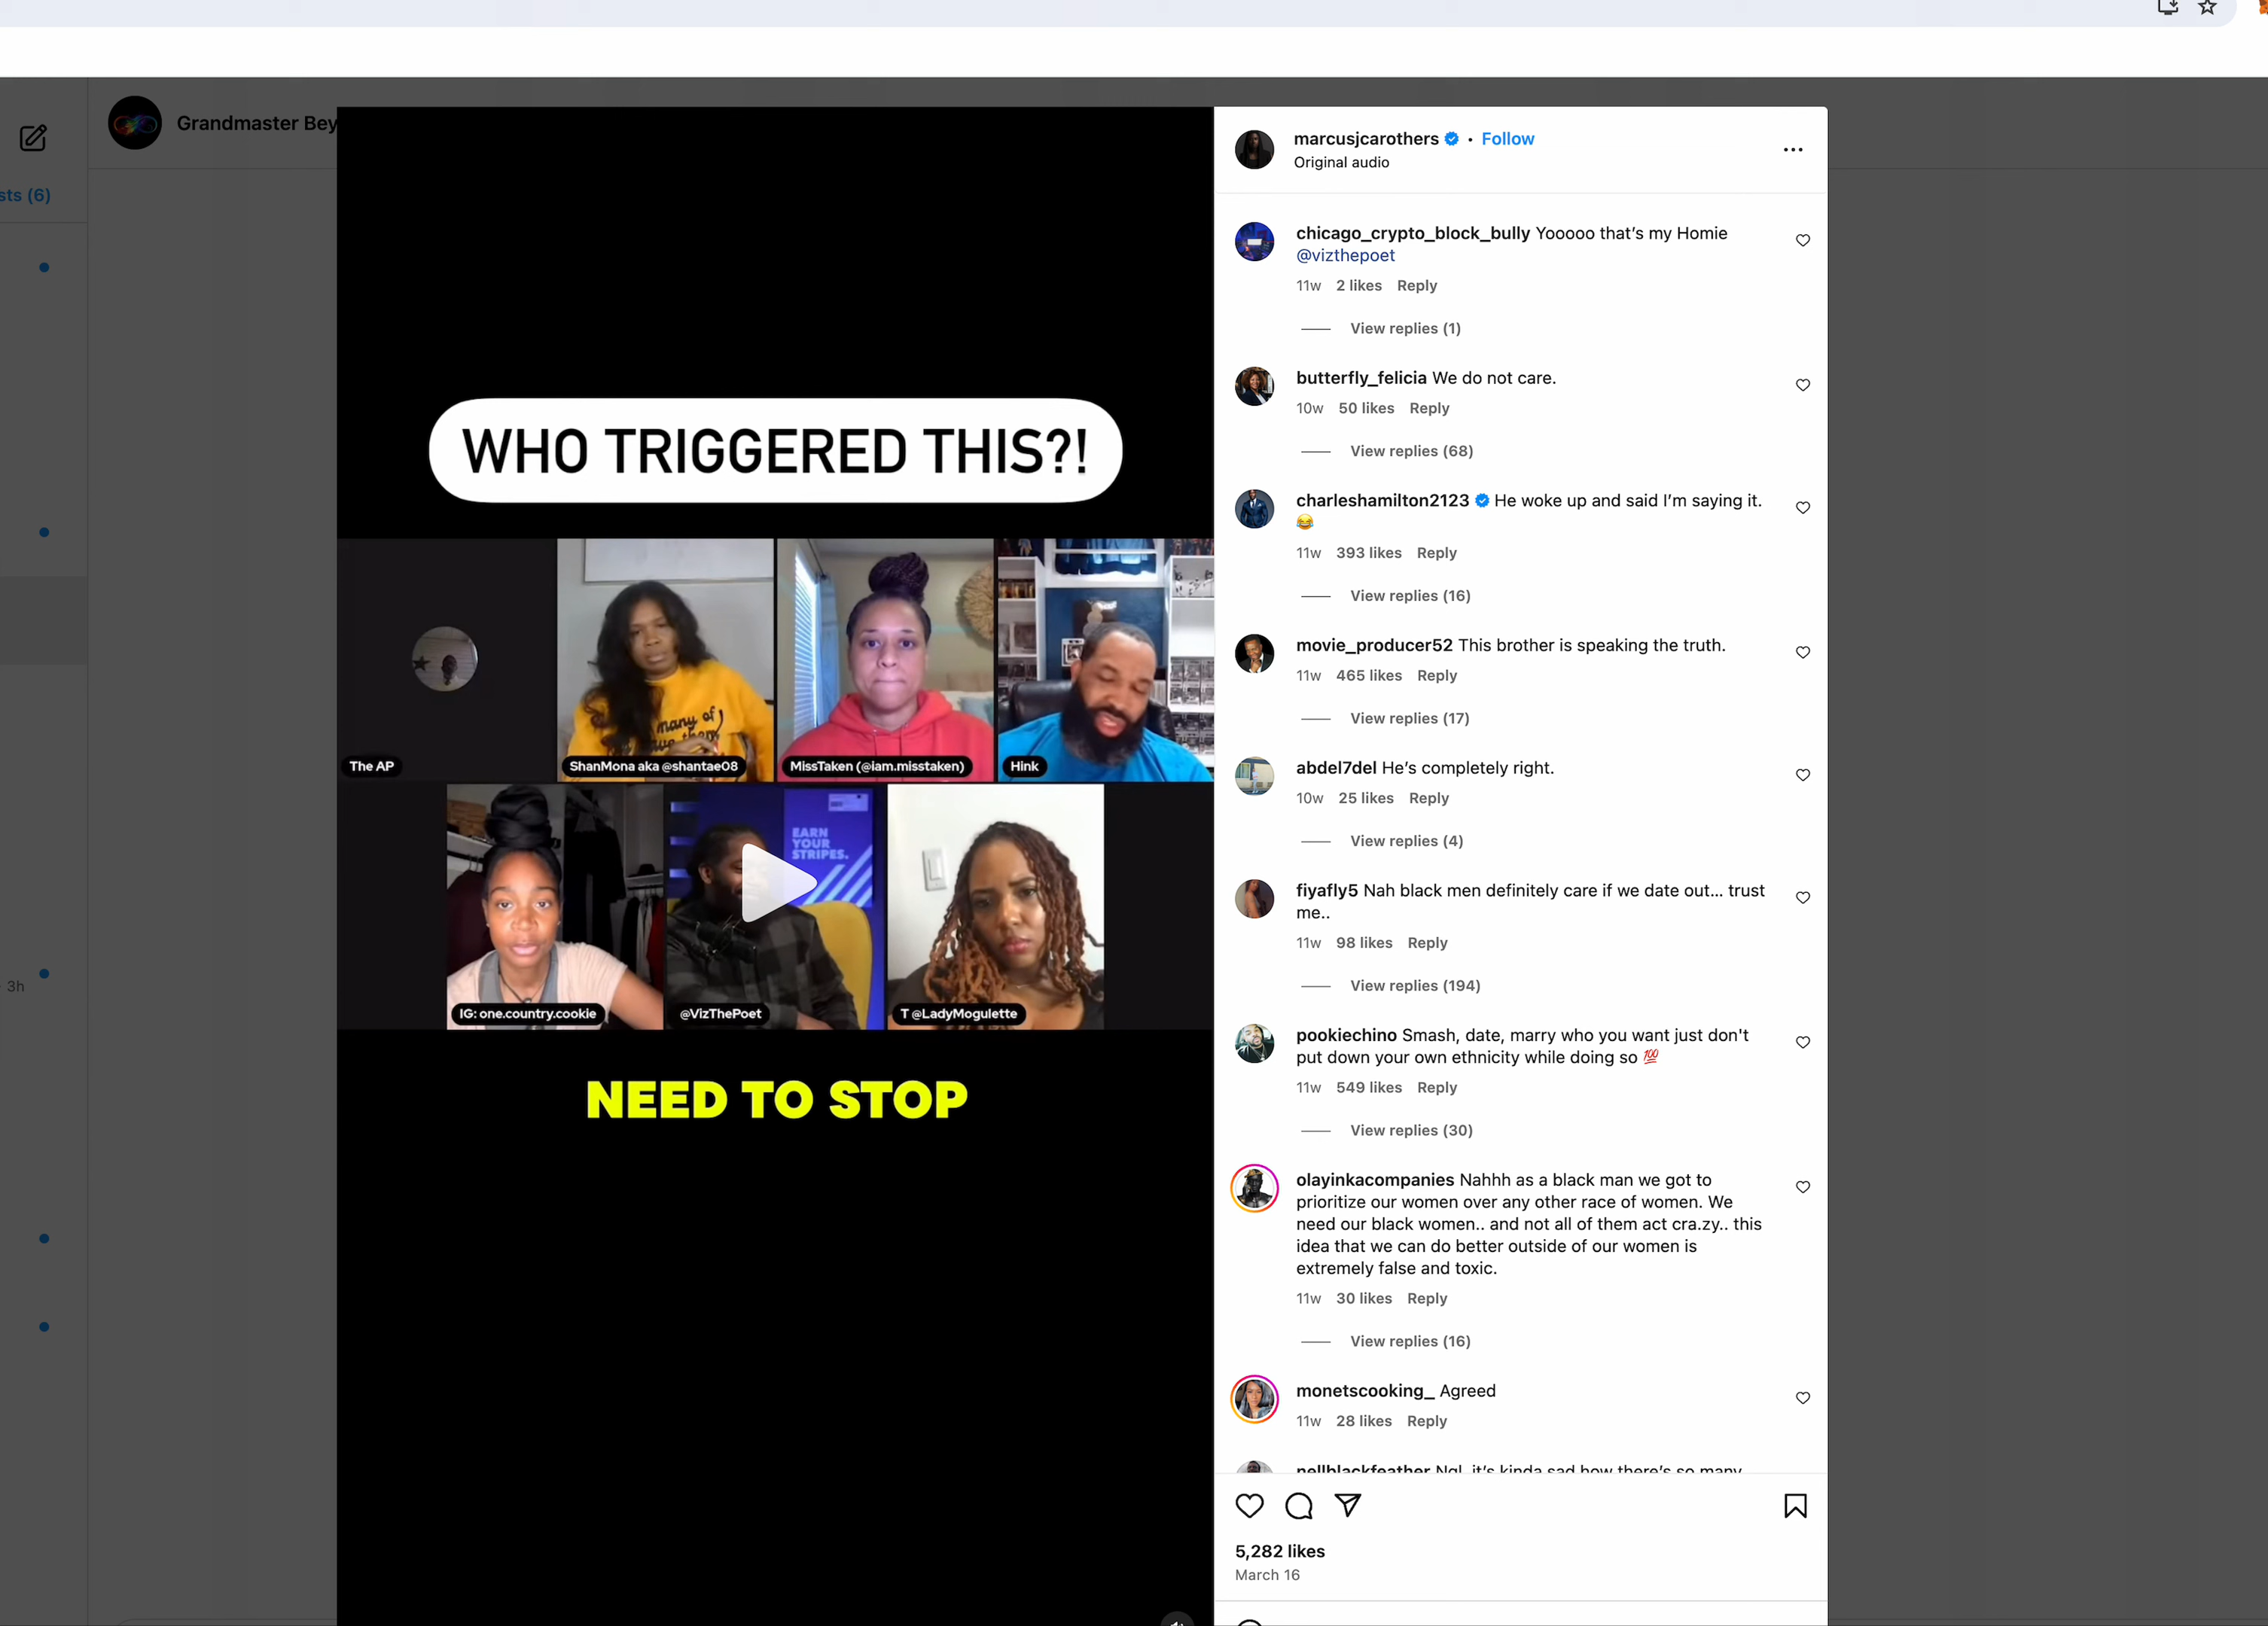 Grandmaster Bey
sts (6)
3h
WHO TRIGGERED THIS?!
many of
The AP
ShanMona aka @shantae08
MissTaken (@iam.misstaken)
Hink
EARN
YOUR
STRIPES.
IG: one.country.cookie
@VizThePoet
T @LadyMogulette
NEED TO STOP
marcusjcarothers • Follow
Original audio
chicago_crypto_block_bully Yooooo that's my Homie
@vizthepoet
11w 2 likes Reply
View replies (1)
butterfly_felicia We do not care.
10w 50 likes Reply
View replies (68)
charleshamilton2123 He woke up and said I'm saying it.
😂
11w 393 likes Reply
View replies (16)
movie_producer52 This brother is speaking the truth.
11w 465 likes Reply
View replies (17)
abdel7del He's completely right.
10w 25 likes Reply
View replies (4)
fiyafly5 Nah black men definitely care if we date out... trust
me..
11w 98 likes Reply
View replies (194)
pookiechino Smash, date, marry who you want just don't
put down your own ethnicity while doing so 💯
11w 549 likes Reply
View replies (30)
olayinkacompanies Nahhh as a black man we got to
prioritize our women over any other race of women. We
need our black women.. and not all of them act cra.zy.. this
idea that we can do better outside of our women is
extremely false and toxic.
11w 30 likes Reply
View replies (16)
monetscooking_ Agreed
11w 28 likes Reply
nellblackfeather Ngl, it's kinda sad how there's so many
5,282 likes
March 16